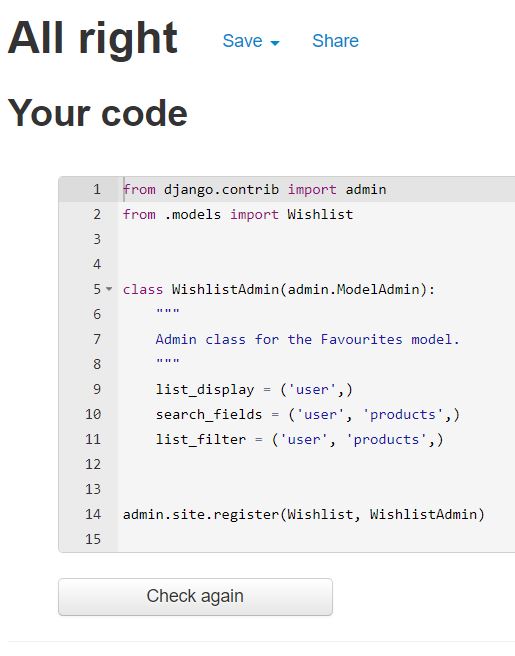 All right
Save
Share
Your code
1 from django.contrib import admin
2 from .models import Wishlist
3
4
5 class WishlistAdmin(admin.ModelAdmin):
6     """
7     Admin class for the Favourites model.
8     """
9     list_display = ('user',)
10     search_fields = ('user', 'products',)
11     list_filter = ('user', 'products',)
12
13
14 admin.site.register(Wishlist, WishlistAdmin)
15
Check again